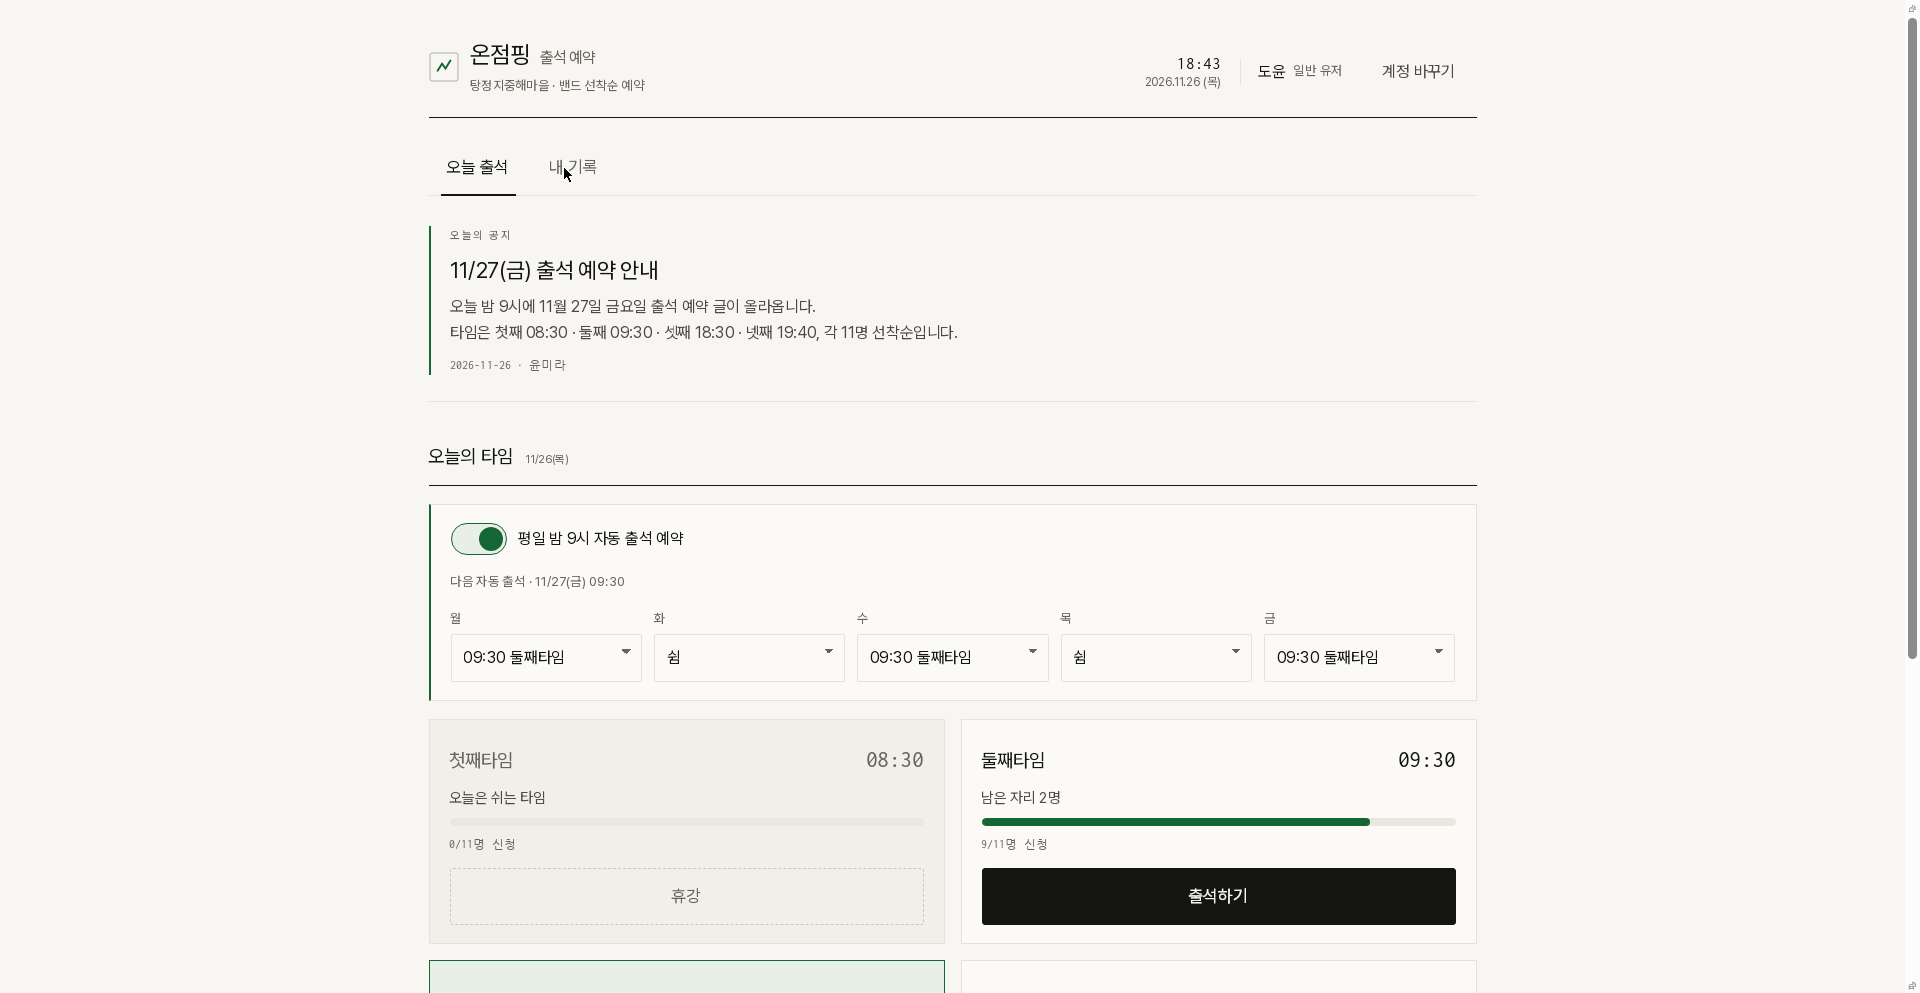 온점핑 출석 예약
탕정지중해마을 · 밴드 선착순 예약
18:43
2026.11.26 (목)
도윤 일반 유저
계정 바꾸기
오늘 출석
내 기록
오늘의 공지
11/27(금) 출석 예약 안내
오늘 밤 9시에 11월 27일 금요일 출석 예약 글이 올라옵니다.
타임은 첫째 08:30 · 둘째 09:30 · 셋째 18:30 · 넷째 19:40, 각 11명 선착순입니다.
2026-11-26 · 윤미라
오늘의 타임 11/26(목)
평일 밤 9시 자동 출석 예약
다음 자동 출석 · 11/27(금) 09:30
월
화
수
목
금
09:30 둘째타임
쉼
09:30 둘째타임
쉼
09:30 둘째타임
첫째타임 08:30
오늘은 쉬는 타임
0/11명 신청
휴강
둘째타임 09:30
남은 자리 2명
9/11명 신청
출석하기